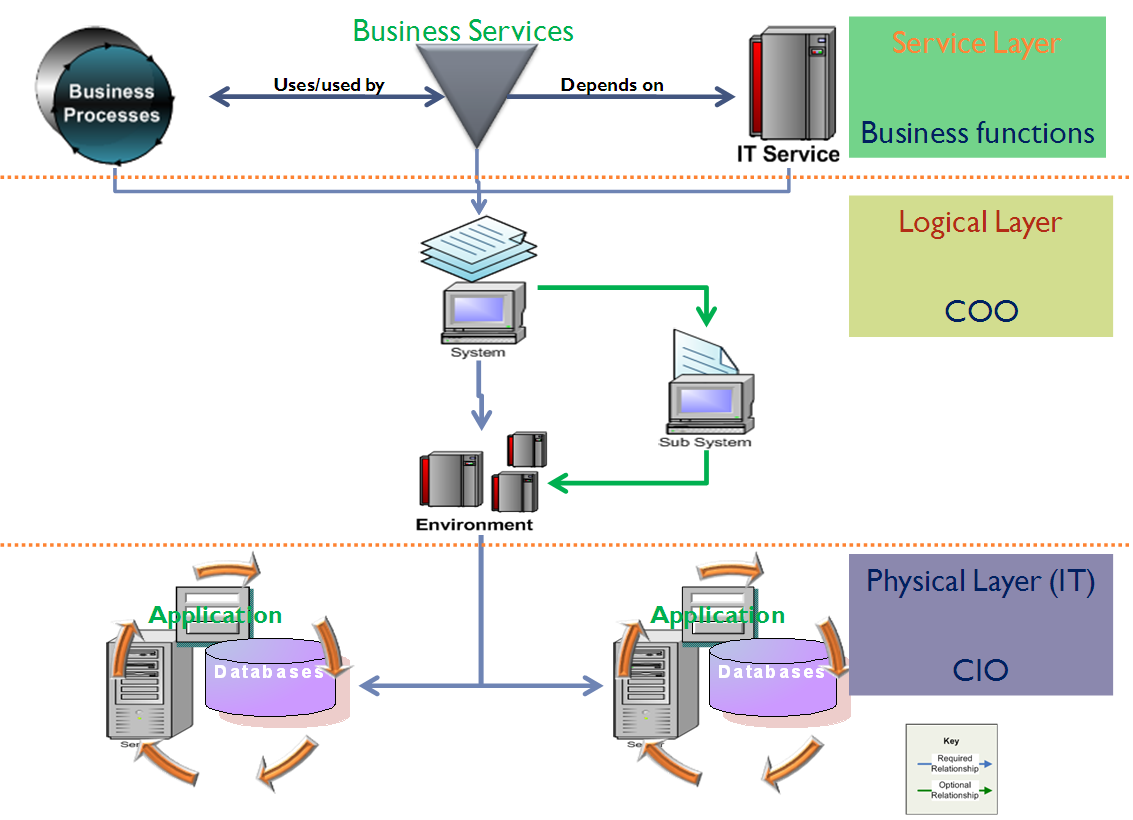 Business Services
Service Layer
Uses/used by
Depends on
Business
Processes
Business functions
IT Service
Logical Layer
COO
System
Sub System
Environment
Physical Layer (IT)
Application
Application
Databases
Databases
CIO
Key
Required
Relationship
Optional
Relationship